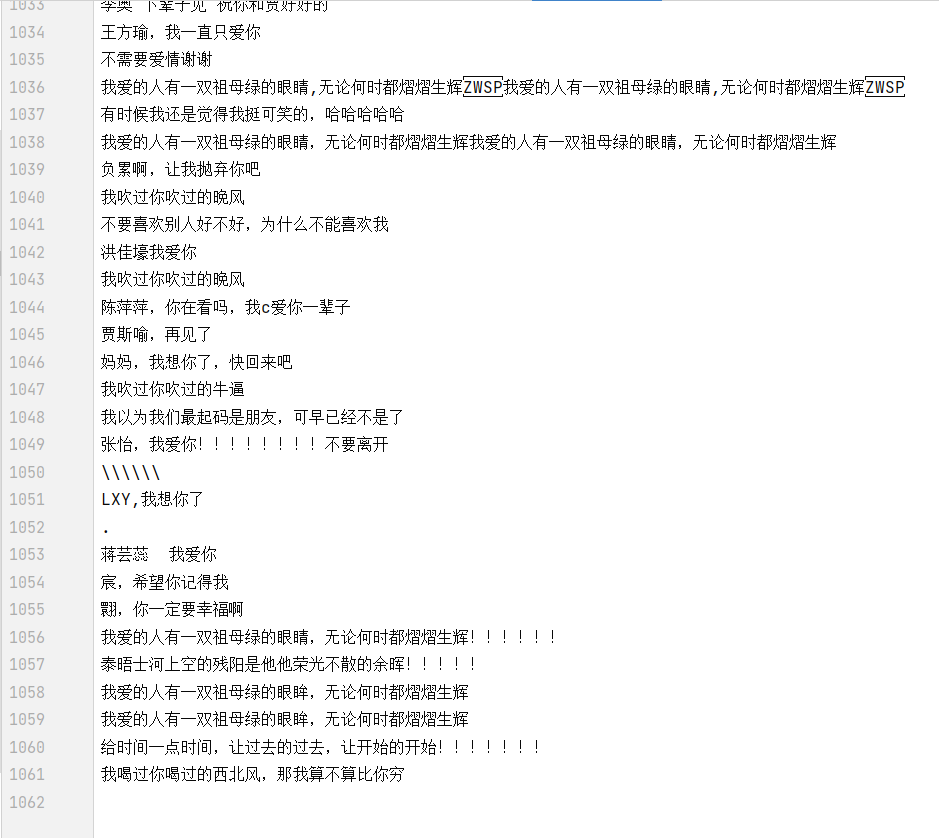 1033 李奥 下辈子见 祝你和贾好好的
1034 王方瑜，我一直只爱你
1035 不需要爱情谢谢
1036 我爱的人有一双祖母绿的眼睛,无论何时都熠熠生辉ZWSP我爱的人有一双祖母绿的眼睛,无论何时都熠熠生辉ZWSP
1037 有时候我还是觉得我挺可笑的，哈哈哈哈哈
1038 我爱的人有一双祖母绿的眼睛，无论何时都熠熠生辉我爱的人有一双祖母绿的眼睛，无论何时都熠熠生辉
1039 负累啊，让我抛弃你吧
1040 我吹过你吹过的晚风
1041 不要喜欢别人好不好，为什么不能喜欢我
1042 洪佳壕我爱你
1043 我吹过你吹过的晚风
1044 陈萍萍，你在看吗，我c爱你一辈子
1045 贾斯喻，再见了
1046 妈妈，我想你了，快回来吧
1047 我吹过你吹过的牛逼
1048 我以为我们最起码是朋友，可早已经不是了
1049 张怡，我爱你！！！！！！！！不要离开
1050 \\\\\\
1051 LXY,我想你了
1052 .
1053 蒋芸蕊  我爱你
1054 宸，希望你记得我
1055 翾，你一定要幸福啊
1056 我爱的人有一双祖母绿的眼睛，无论何时都熠熠生辉！！！！！！
1057 泰晤士河上空的残阳是他他荣光不散的余晖！！！！！
1058 我爱的人有一双祖母绿的眼眸，无论何时都熠熠生辉
1059 我爱的人有一双祖母绿的眼眸，无论何时都熠熠生辉
1060 给时间一点时间，让过去的过去，让开始的开始！！！！！！！
1061 我喝过你喝过的西北风，那我算不算比你穷
1062